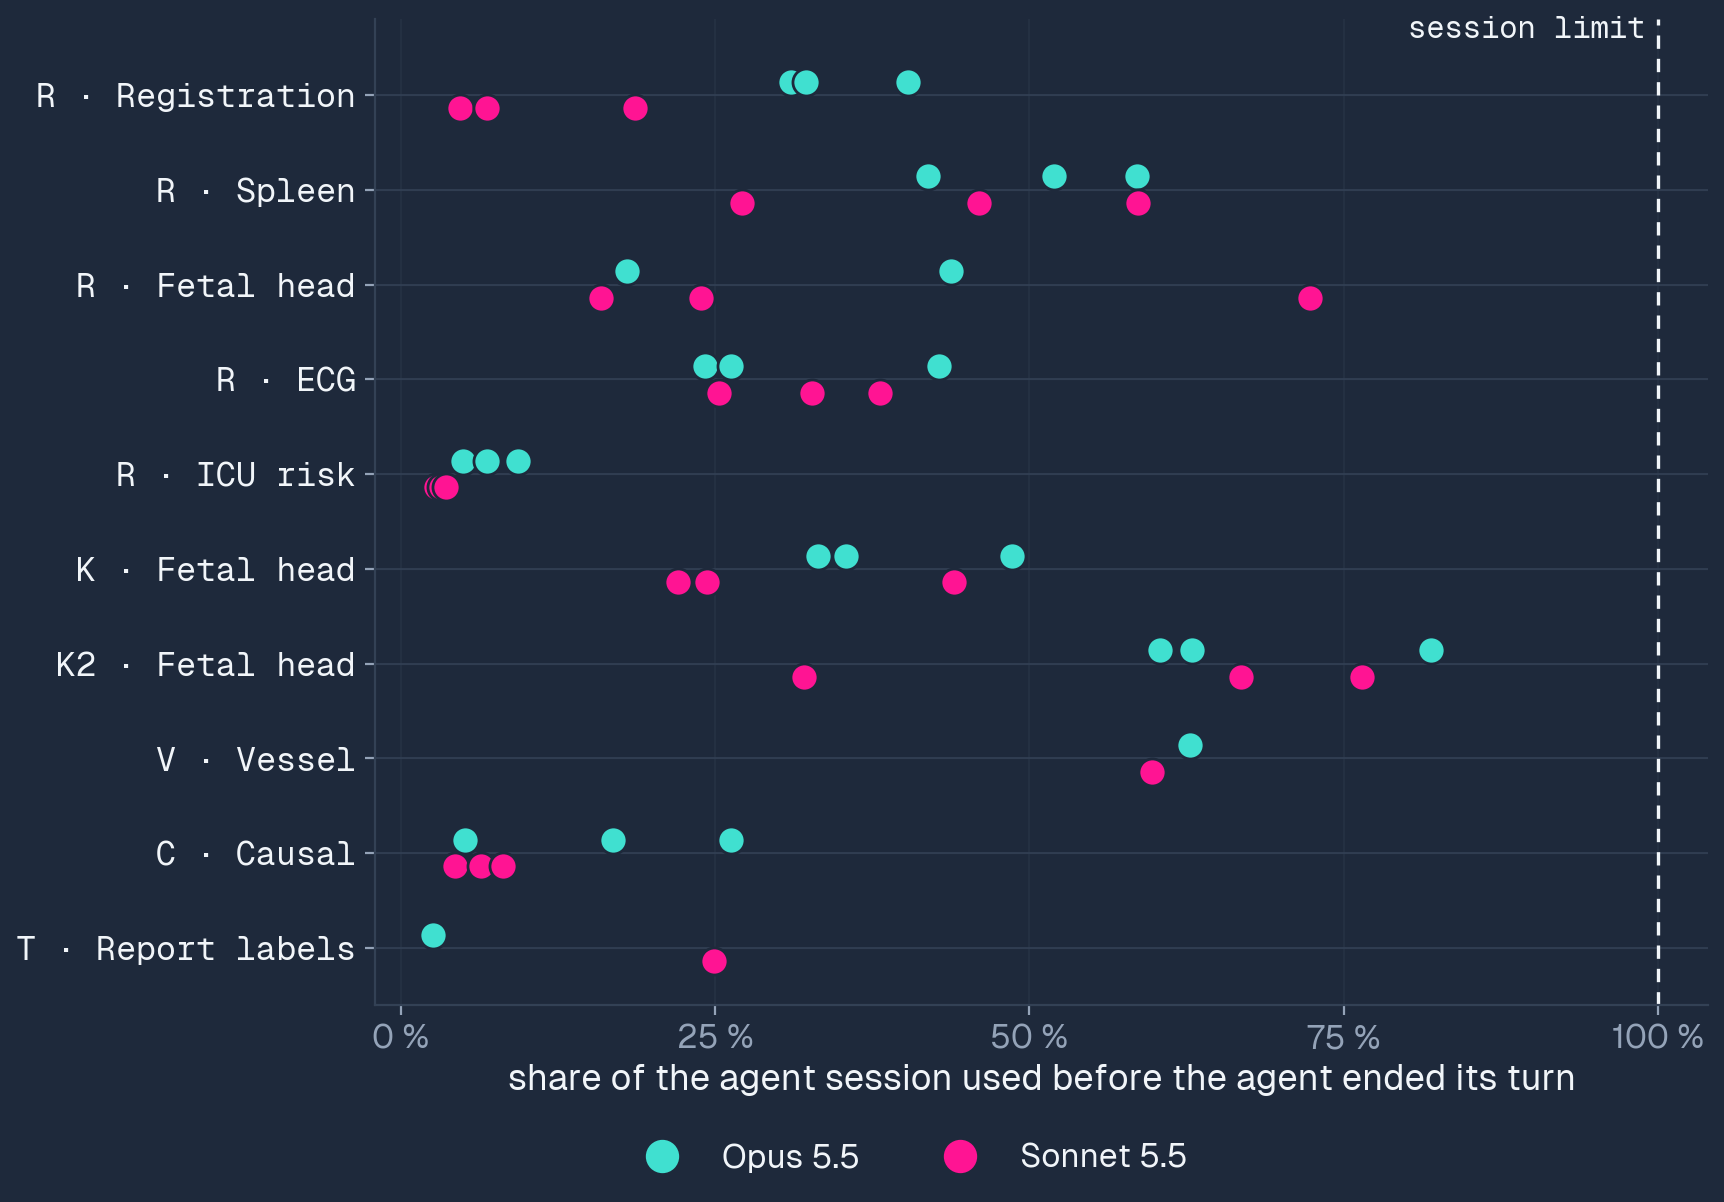 session limit
R · Registration
R · Spleen
R · Fetal head
R · ECG
R · ICU risk
K · Fetal head
K2 · Fetal head
V · Vessel
C · Causal
T · Report labels
0 % 25 % 50 % 75 % 100 %
share of the agent session used before the agent ended its turn
Opus 5.5 Sonnet 5.5